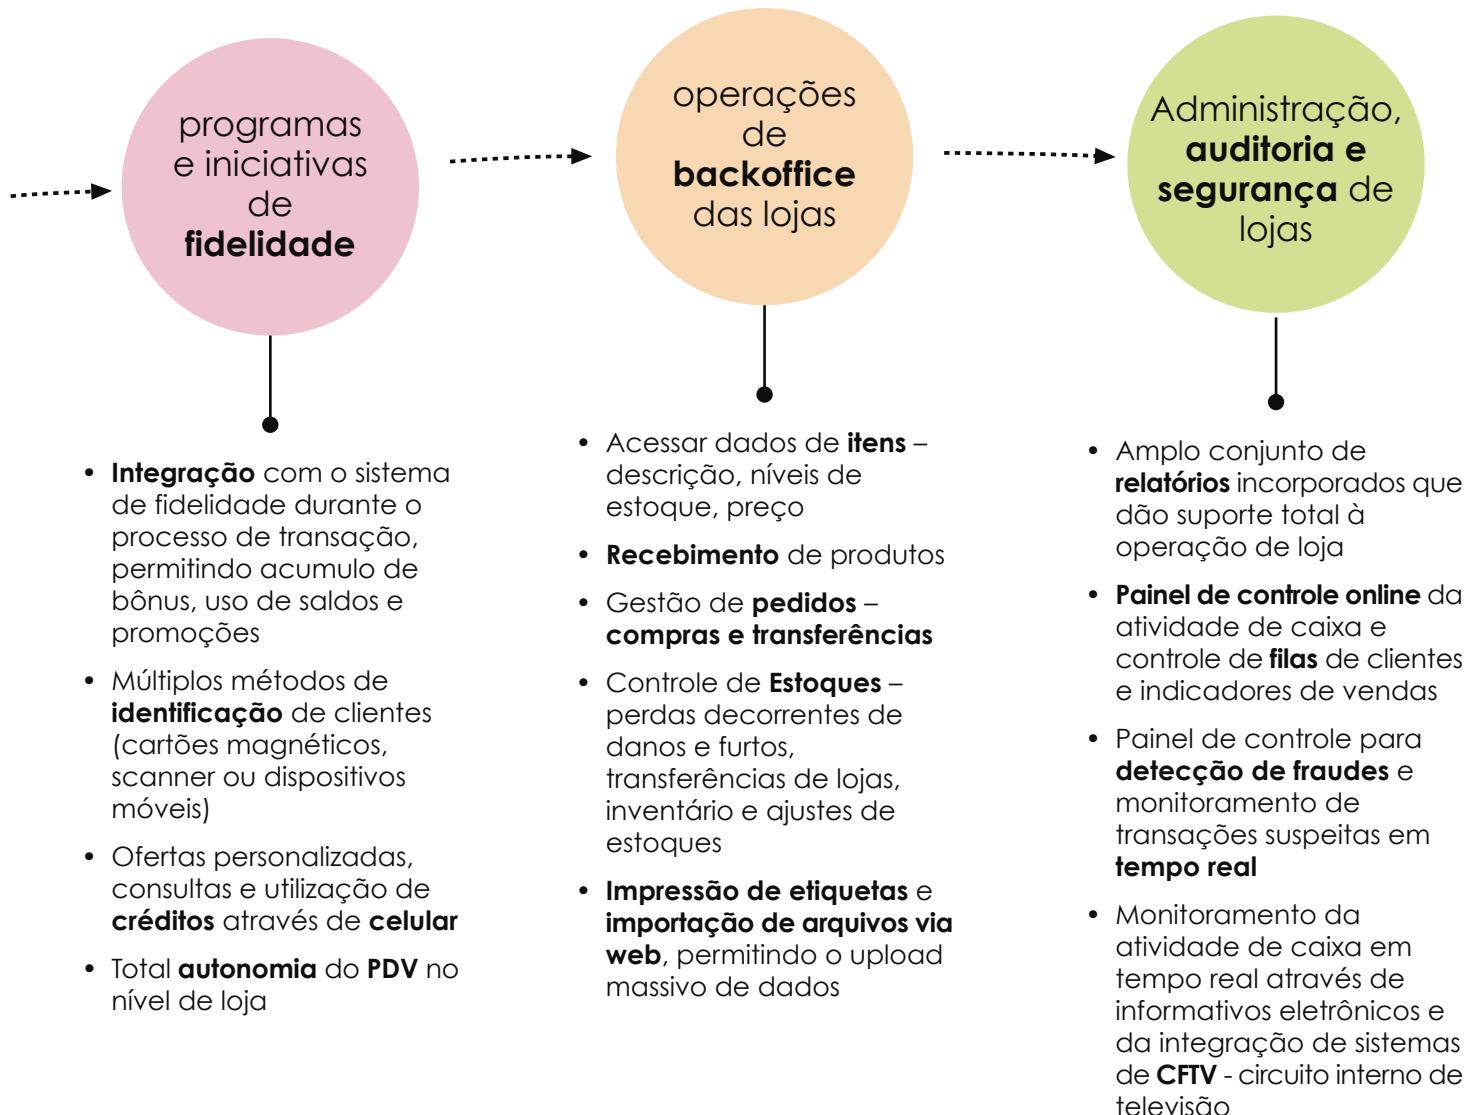 programas
e iniciativas
de
fidelidade
• Integração com o sistema
de fidelidade durante o
processo de transação,
permitindo acumulo de
bônus, uso de saldos e
promoções
• Múltiplos métodos de
identificação de clientes
(cartões magnéticos,
scanner ou dispositivos
móveis)
• Ofertas personalizadas,
consultas e utilização de
créditos através de celular
• Total autonomia do PDV no
nível de loja
operações
de
backoffice
das lojas
• Acessar dados de itens –
descrição, níveis de
estoque, preço
• Recebimento de produtos
• Gestão de pedidos –
compras e transferências
• Controle de Estoques –
perdas decorrentes de
danos e furtos,
transferências de lojas,
inventário e ajustes de
estoques
• Impressão de etiquetas e
importação de arquivos via
web, permitindo o upload
massivo de dados
Administração,
auditoria e
segurança de
lojas
• Amplo conjunto de
relatórios incorporados que
dão suporte total à
operação de loja
• Painel de controle online da
atividade de caixa e
controle de filas de clientes
e indicadores de vendas
• Painel de controle para
detecção de fraudes e
monitoramento de
transações suspeitas em
tempo real
• Monitoramento da
atividade de caixa em
tempo real através de
informativos eletrônicos e
da integração de sistemas
de CFTV - circuito interno de
televisão